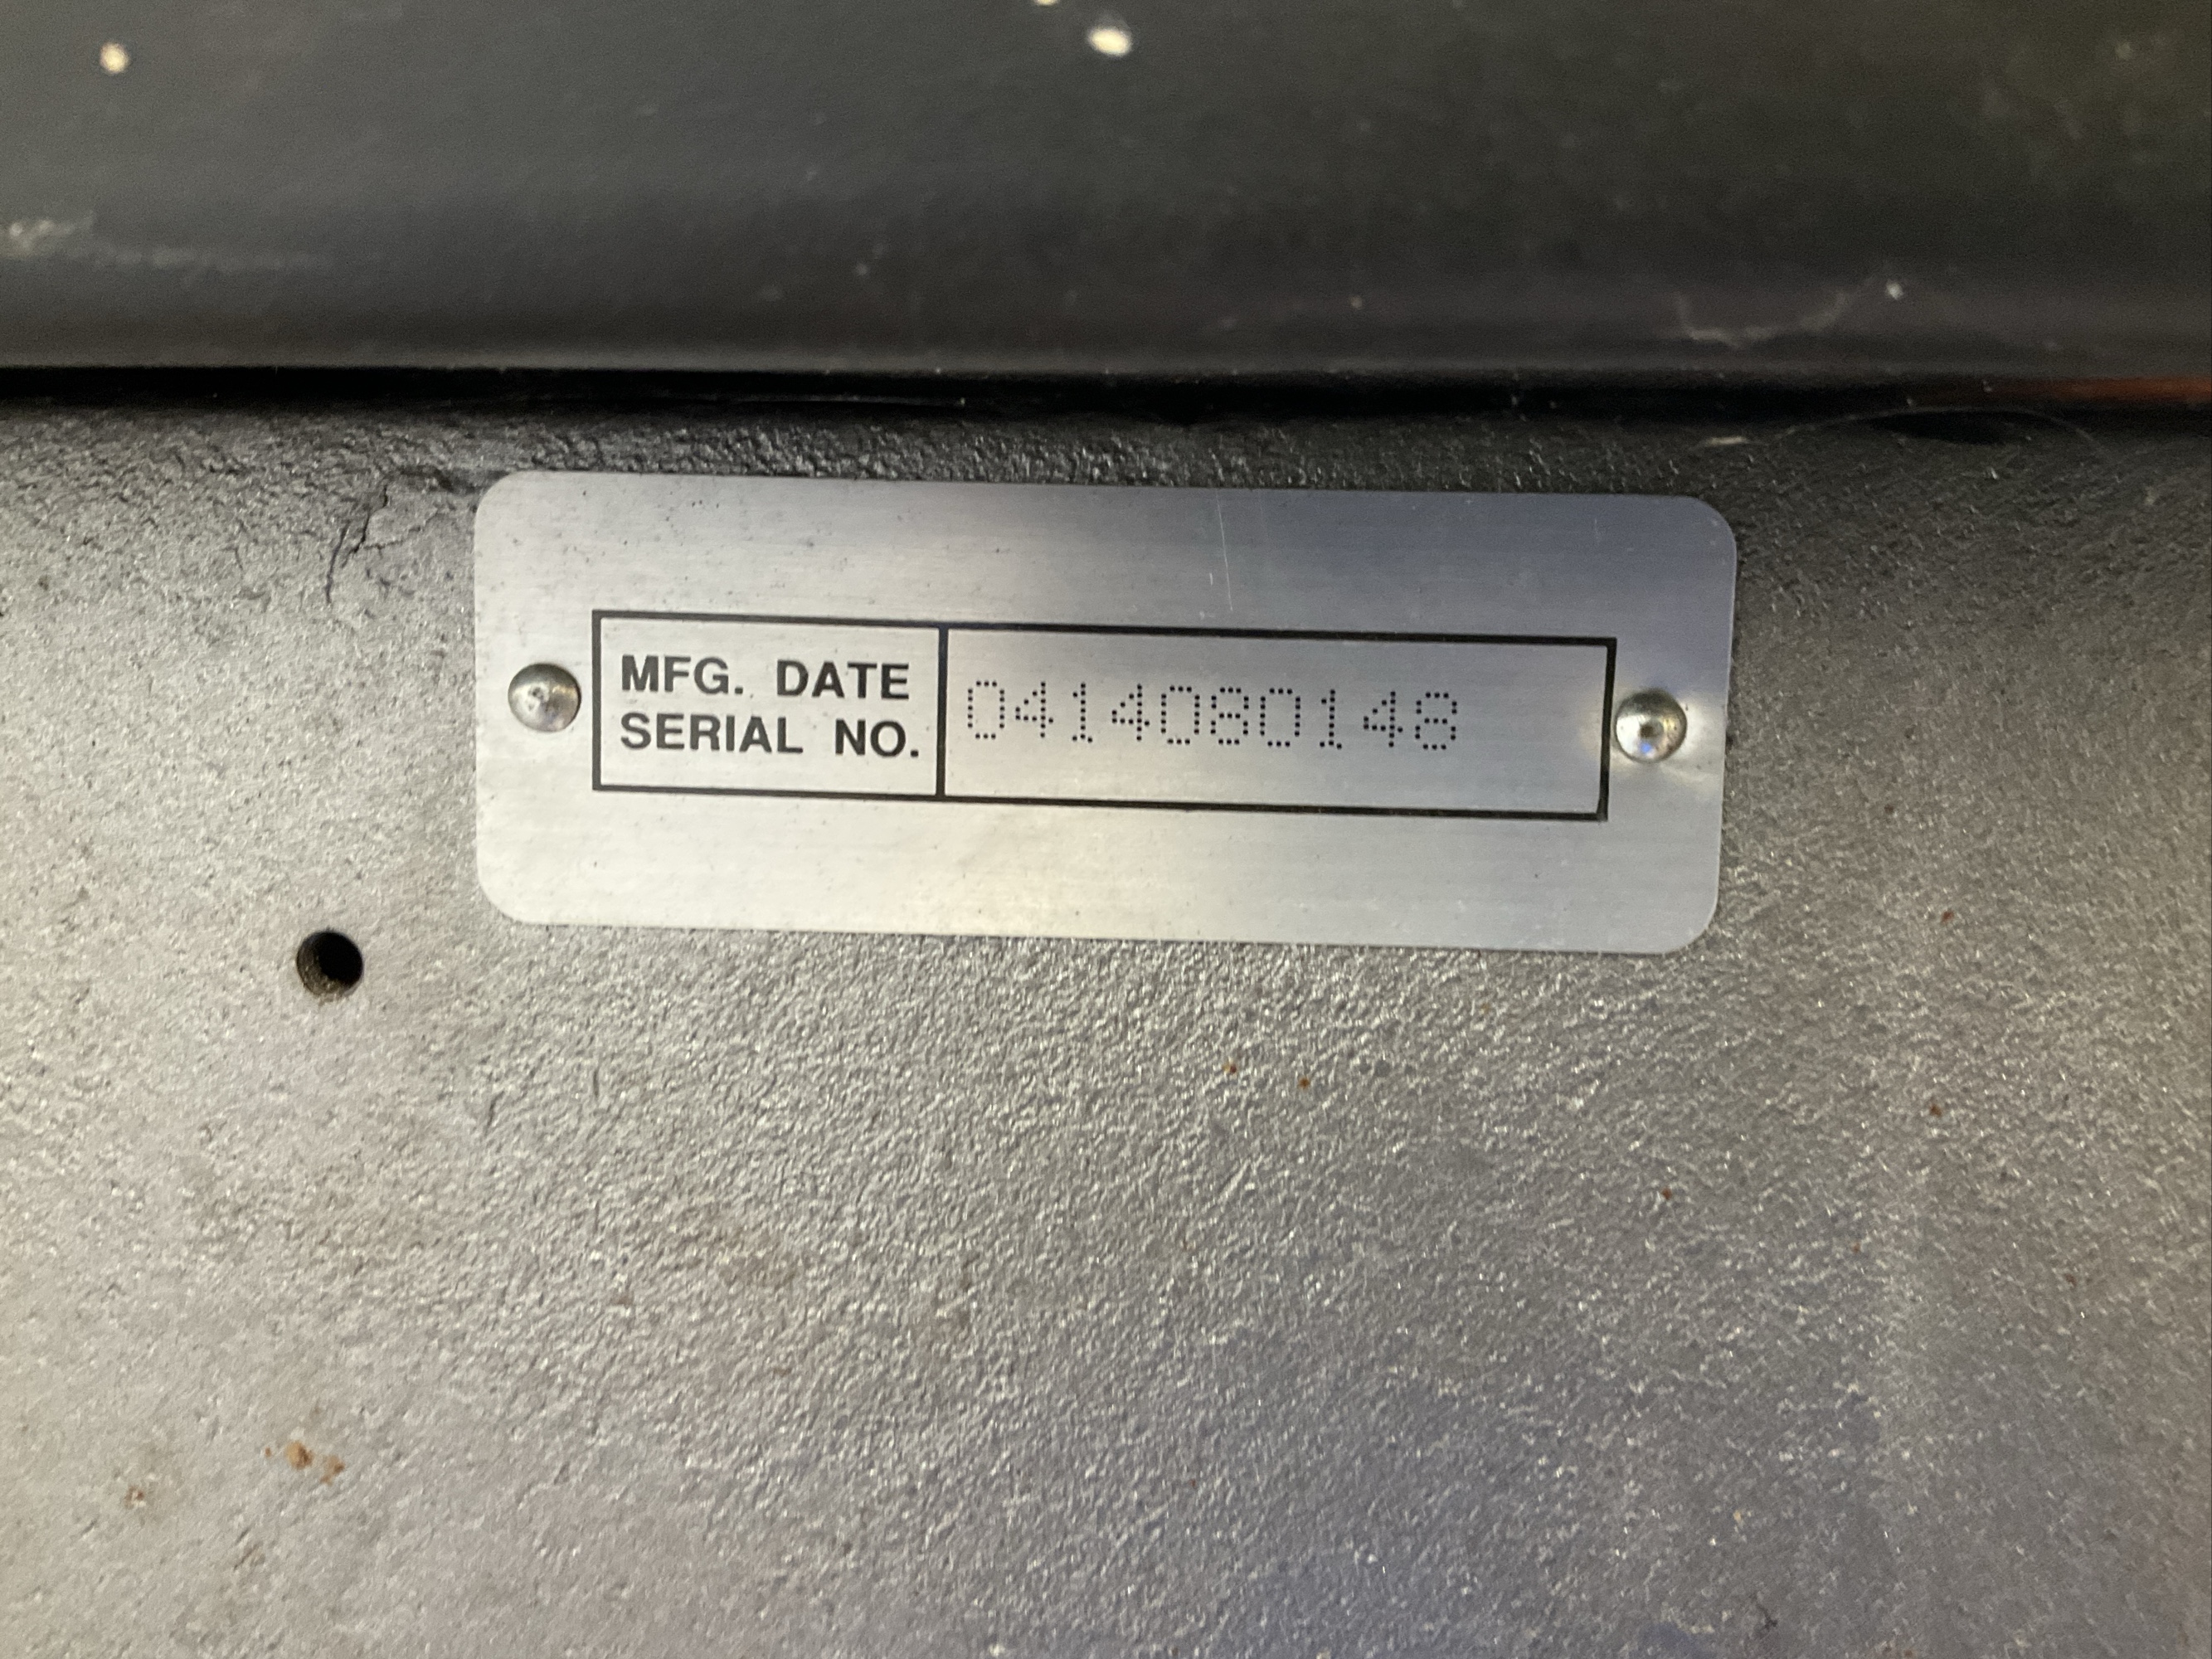 MFG. DATE
SERIAL NO.
0414080148